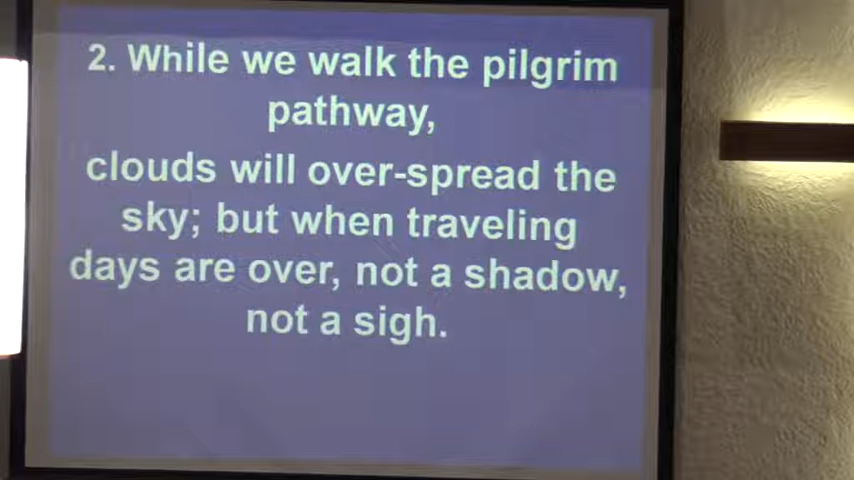 2. While we walk the pilgrim
pathway,
clouds will over-spread the
sky; but when traveling
days are over, not a shadow,
not a sigh.